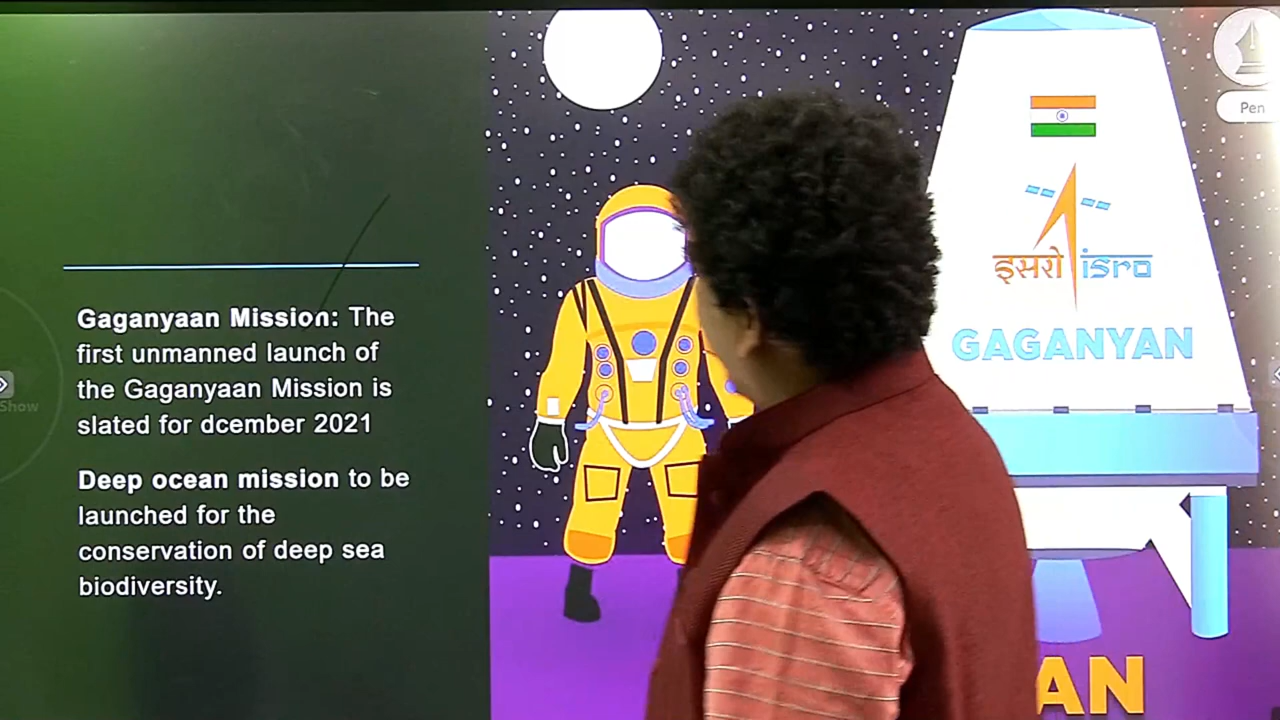 Gaganyaan Mission: The
first unmanned launch of
the Gaganyaan Mission is
slated for dcember 2021
Deep ocean mission to be
launched for the
conservation of deep sea
biodiversity.
इसरो isro
GAGANYAN
AN
Pen
Show